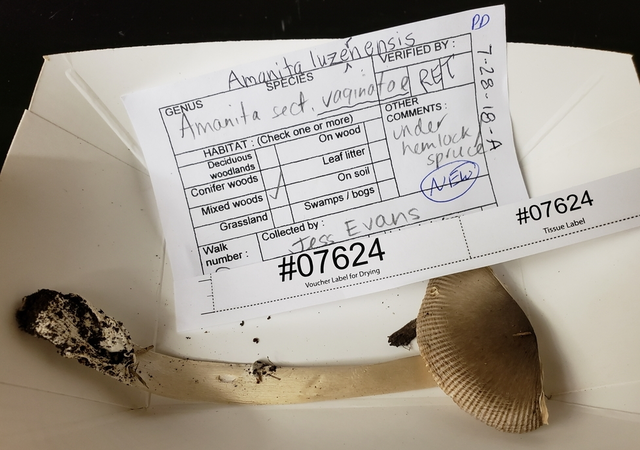 PD
Amanita luzenensis
GENUS SPECIES
VERIFIED BY :
Amanita sect. vaginatae
RET
7-28-18-A
HABITAT : (Check one or more)
OTHER COMMENTS:
Deciduous woodlands
On wood
under
Conifer woods
Leaf litter
hemlock,
Mixed woods ✓
On soil
spruce
Grassland
Swamps / bogs
NEW
Walk number :
Collected by :
Jess Evans
#07624
Voucher Label for Drying
#07624
Tissue Label